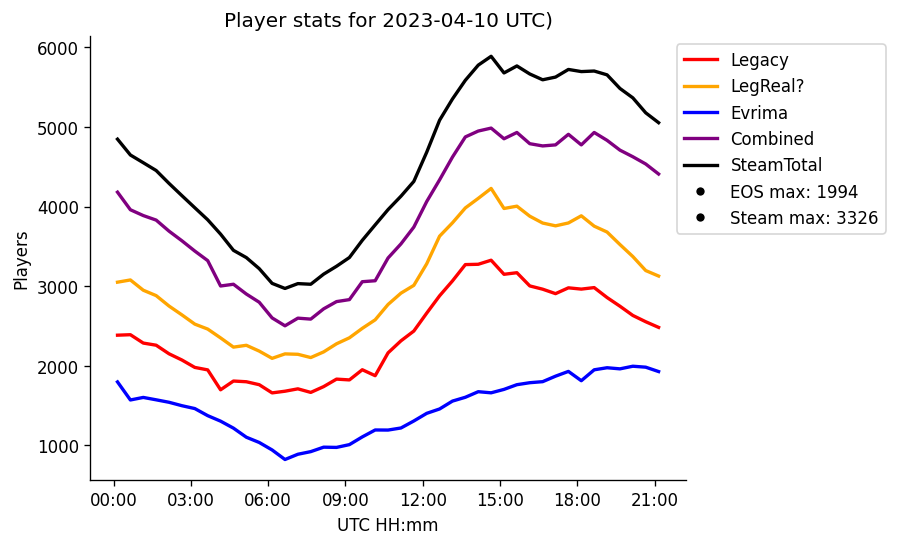 Player stats for 2023-04-10 UTC)
6000
5000
4000
3000
2000
1000
Players
00:00 03:00 06:00 09:00 12:00 15:00 18:00 21:00
UTC HH:mm
Legacy
LegReal?
Evrima
Combined
SteamTotal
EOS max: 1994
Steam max: 3326